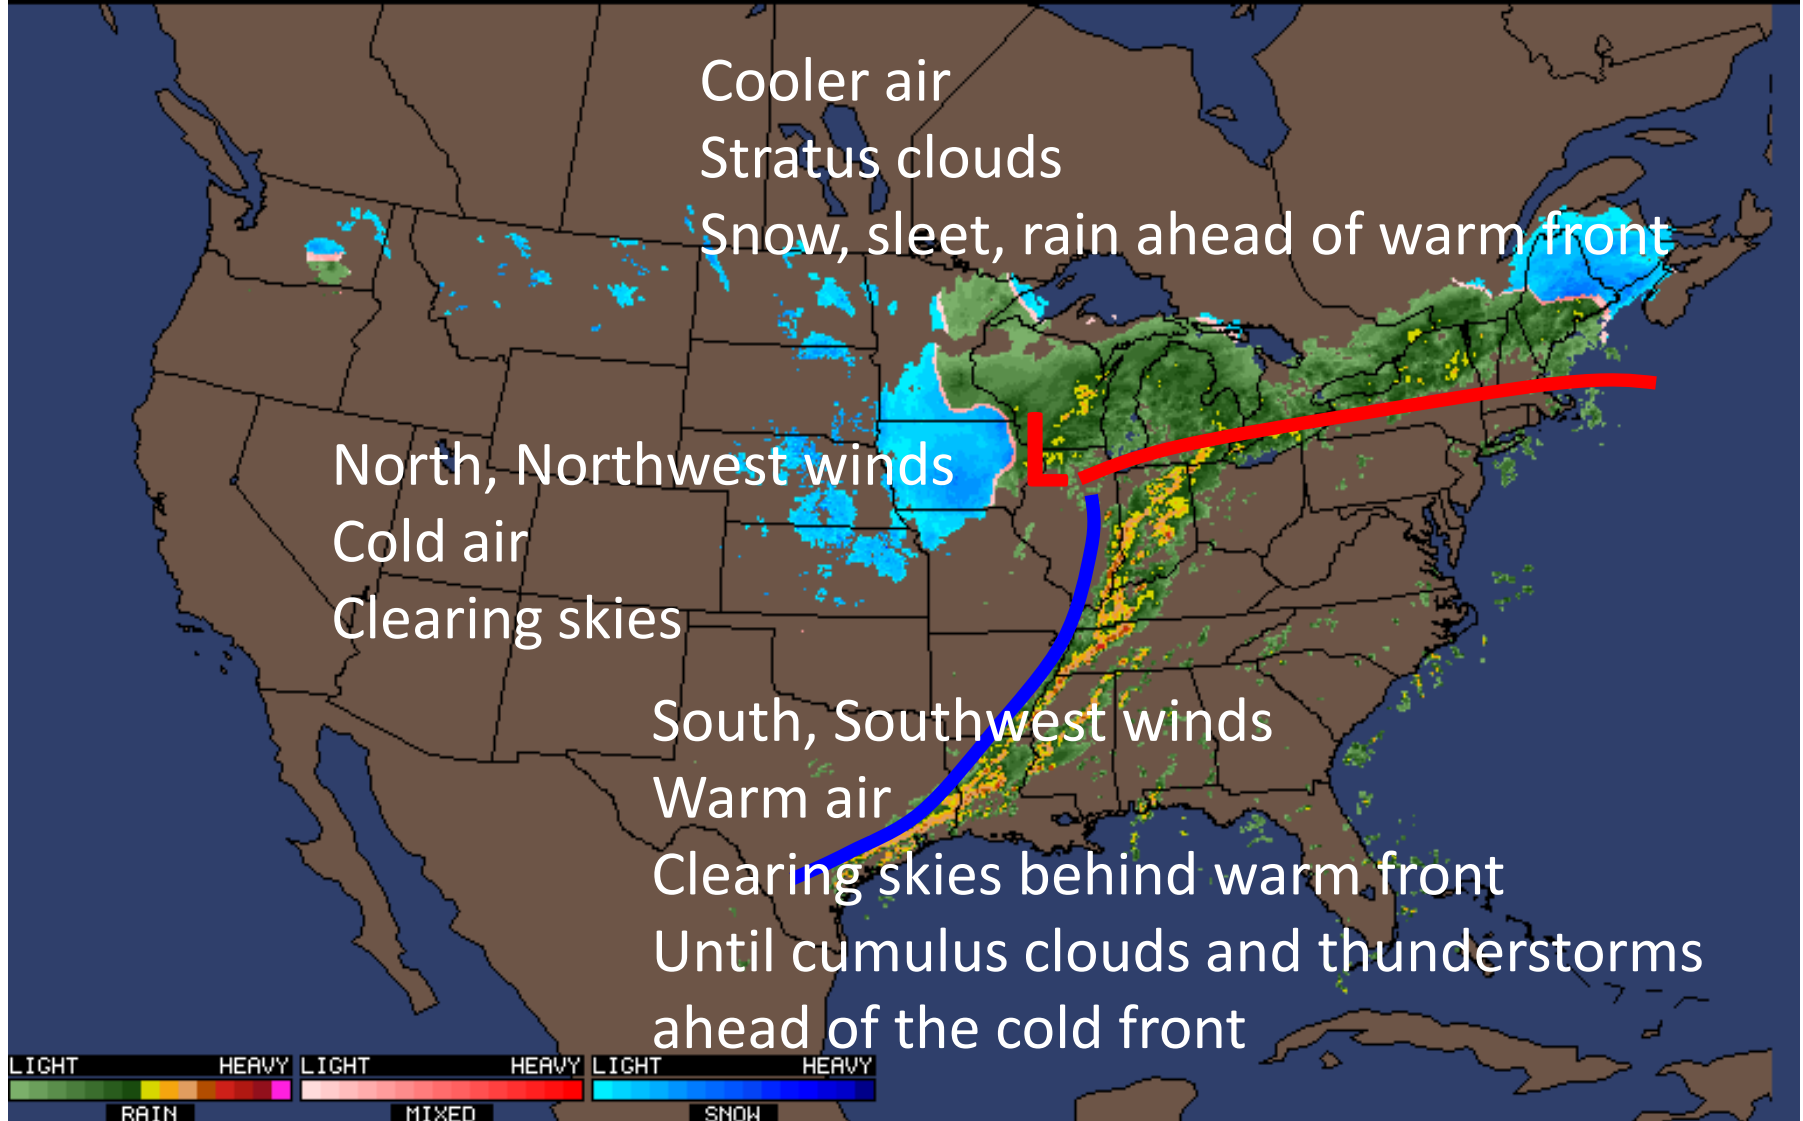 Cooler air
Stratus clouds
Snow, sleet, rain ahead of warm front
L
North, Northwest winds
Cold air
Clearing skies
South, Southwest winds
Warm air
Clearing skies behind warm front
Until cumulus clouds and thunderstorms
ahead of the cold front
LIGHT HEAVY LIGHT HEAVY LIGHT HEAVY
RAIN MIXED SNOW